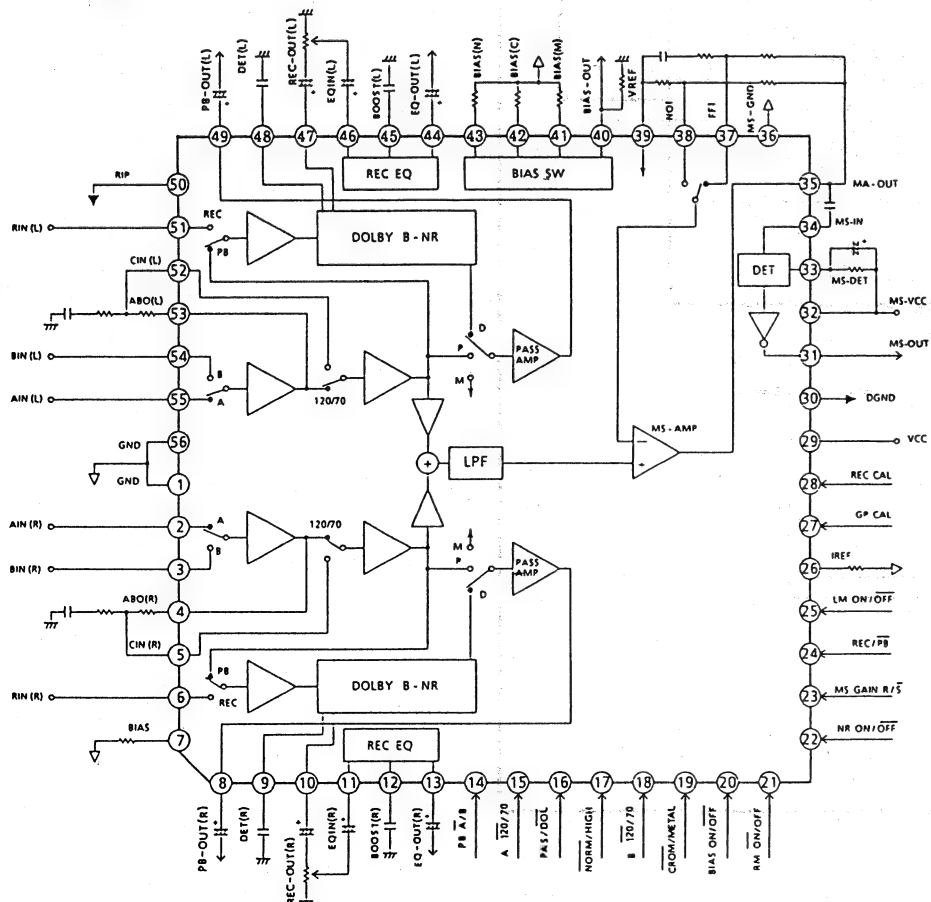 PB-OUT(L)
DET(L)
REC-OUT(L)
EQIN(L)
BOOST(L)
EQ-OUT(L)
BIAS(N)
BIAS(C)
BIAS(M)
BIAS-OUT
VREF
NOI
FFI
MS-GND
49
48
47
46
45
44
43
42
41
40
39
38
37
36
REC EQ
BIAS SW
RIP
50
35
MA-OUT
RIN(L)
51
REC
PB
DOLBY B-NR
34
MS-IN
CIN(L)
52
DET
33
MS-DET
ABO(L)
53
32
MS-VCC
D
P
M
PASS
AMP
BIN(L)
54
B
31
MS-OUT
AIN(L)
55
A
120/70
30
DGND
56
GND
MS-AMP
29
VCC
+
LPF
-
+
GND
1
28
REC CAL
AIN(R)
2
A
120/70
27
GP CAL
BIN(R)
3
B
M
P
D
PASS
AMP
26
IREF
ABO(R)
4
25
LM ON/OFF
CIN(R)
5
24
REC/PB
PB
DOLBY B-NR
RIN(R)
6
REC
23
MS GAIN R/S
BIAS
7
REC EQ
22
NR ON/OFF
8
9
10
11
12
13
14
15
16
17
18
19
20
21
PB-OUT(R)
DET(R)
REC-OUT(R)
EQIN(R)
BOOST(R)
EQ-OUT(R)
PB A/B
A 120/70
PAS/DOL
NORM/HIGH
B 120/70
CROM/METAL
BIAS ON/OFF
RM ON/OFF